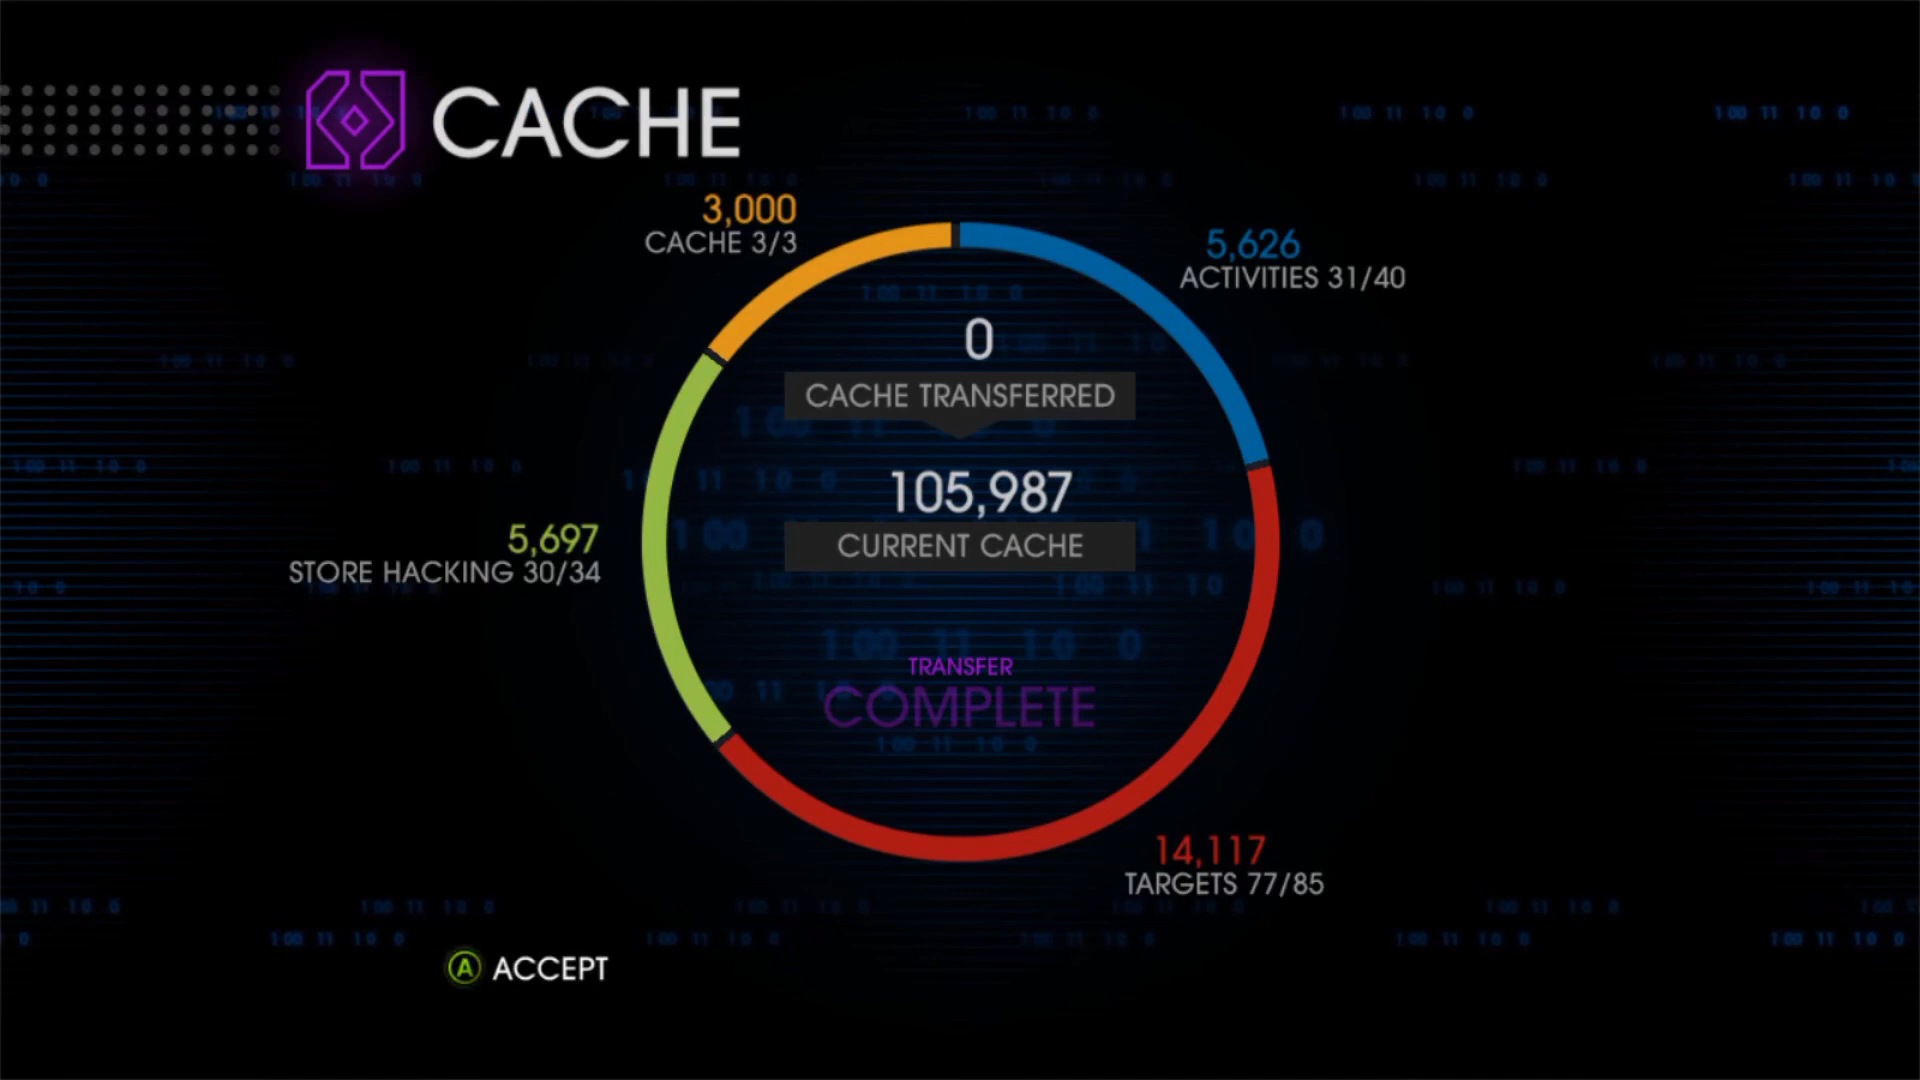 CACHE
3,000
CACHE 3/3
5,626
ACTIVITIES 31/40
0
CACHE TRANSFERRED
105,987
CURRENT CACHE
5,697
STORE HACKING 30/34
TRANSFER
COMPLETE
14,117
TARGETS 77/85
A ACCEPT